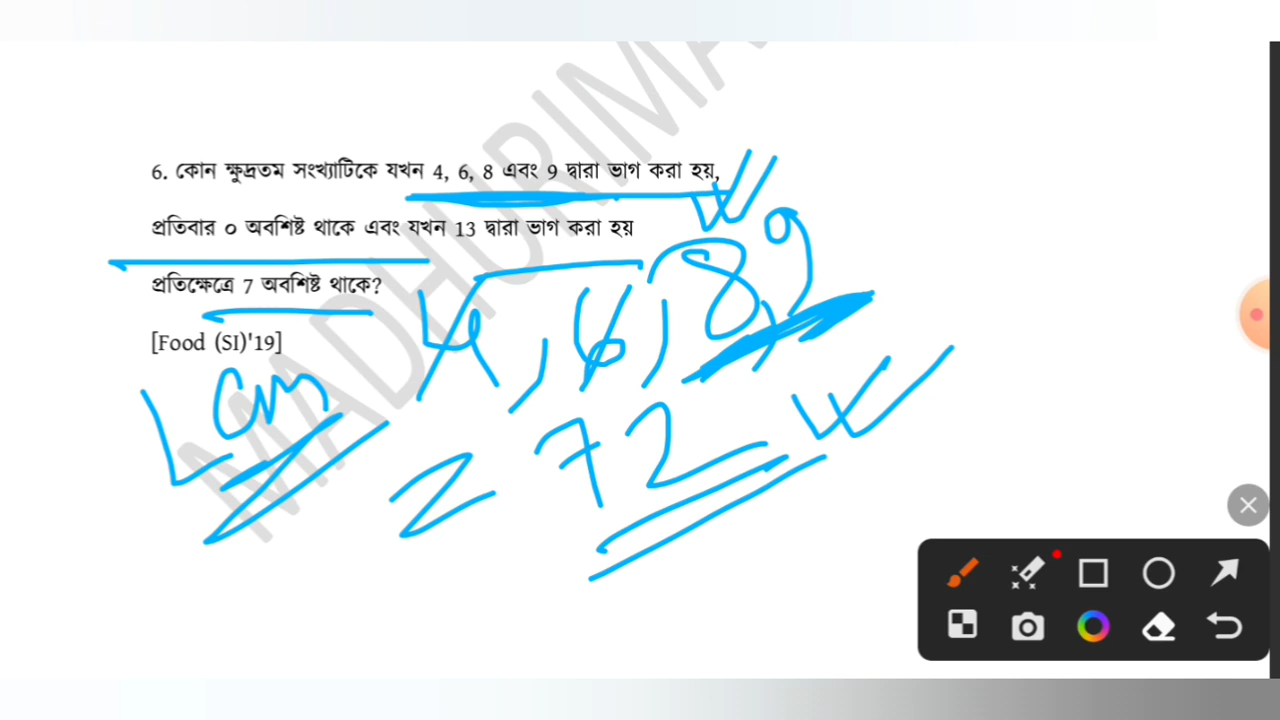 6. কোন ক্ষুদ্রতম সংখ্যাটিকে যখন 4, 6, 8 এবং 9 দ্বারা ভাগ করা হয়,
প্রতিবার ০ অবশিষ্ট থাকে এবং যখন 13 দ্বারা ভাগ করা হয়
প্রতিক্ষেত্রে 7 অবশিষ্ট থাকে?
[Food (SI)'19]
4, 6, 8, 9
Lcm
= 72
MADHURIMA